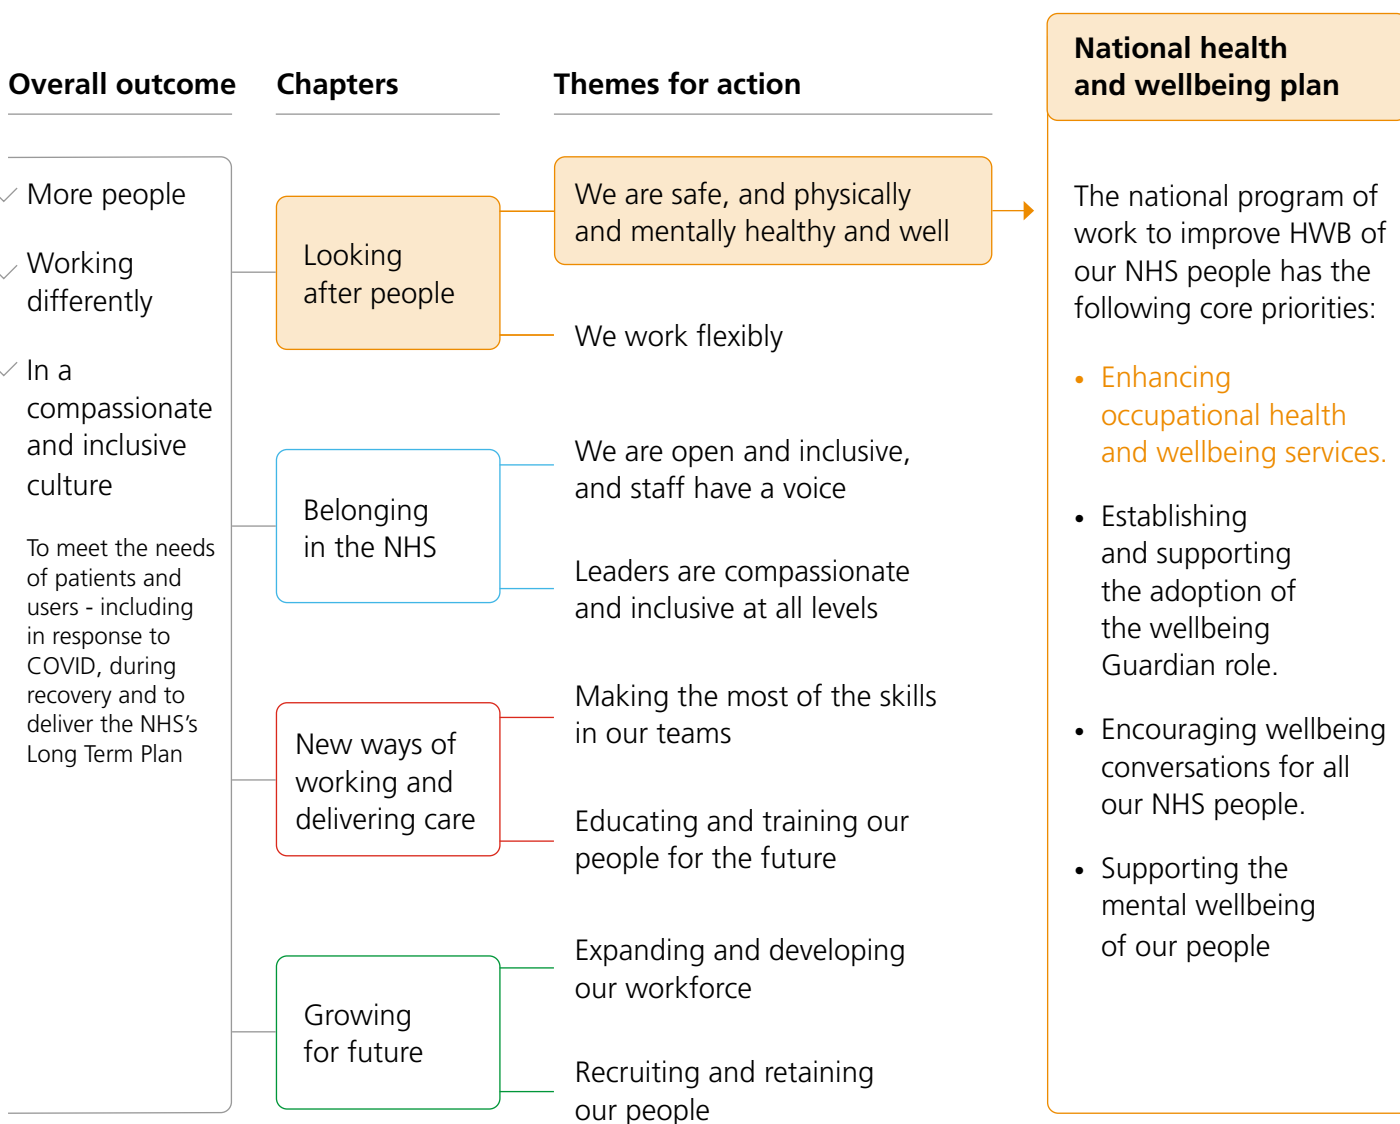 Overall outcome
More people
Working
differently
In a
compassionate
and inclusive
culture
To meet the needs
of patients and
users - including
in response to
COVID, during
recovery and to
deliver the NHS’s
Long Term Plan
Chapters
Looking
after people
Belonging
in the NHS
New ways of
working and
delivering care
Growing
for future
Themes for action
We are safe, and physically
and mentally healthy and well
We work flexibly
We are open and inclusive,
and staff have a voice
Leaders are compassionate
and inclusive at all levels
Making the most of the skills
in our teams
Educating and training our
people for the future
Expanding and developing
our workforce
Recruiting and retaining
our people
National health
and wellbeing plan
The national program of
work to improve HWB of
our NHS people has the
following core priorities:
• Enhancing
occupational health
and wellbeing services.
• Establishing
and supporting
the adoption of
the wellbeing
Guardian role.
• Encouraging wellbeing
conversations for all
our NHS people.
• Supporting the
mental wellbeing
of our people